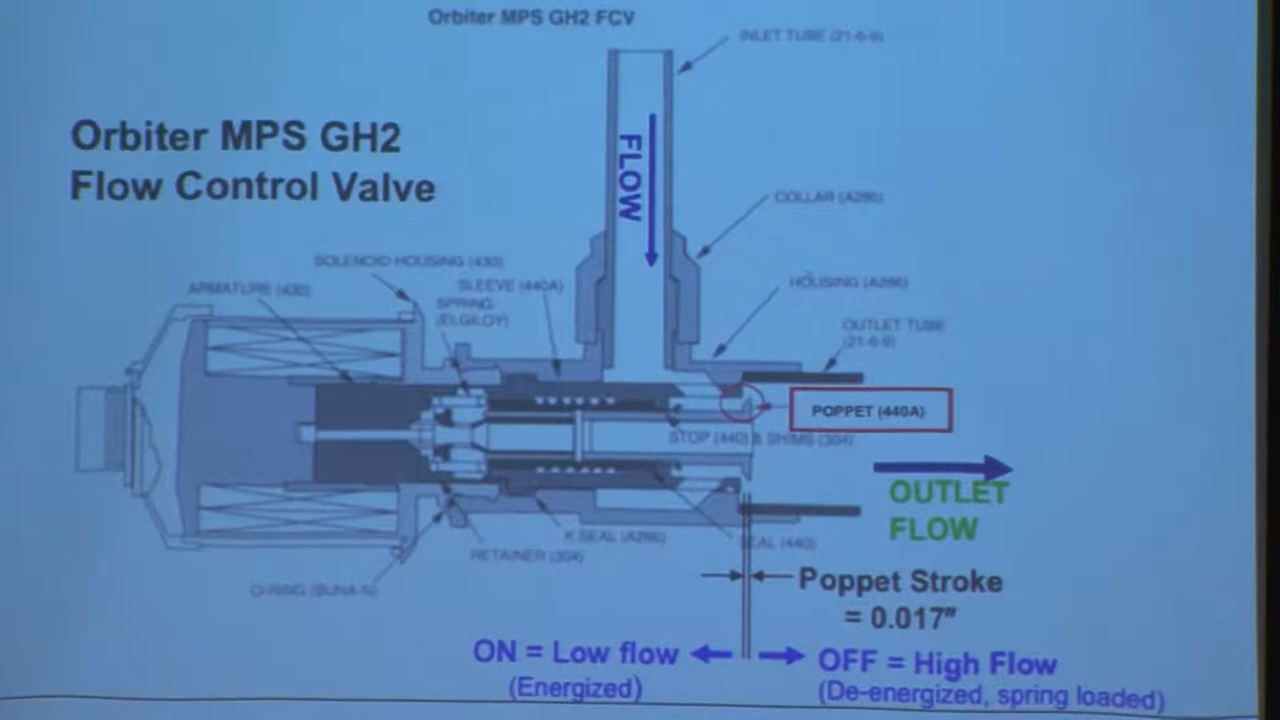 Orbiter MPS GH2 FCV
INLET TUBE (21-6-9)
Orbiter MPS GH2
Flow Control Valve
FLOW
COLLAR (A286)
SOLENOID HOUSING (430)
ARMATURE (430)
SLEEVE (440A)
SPRING
(ELGILOY)
HOUSING (A286)
OUTLET TUBE
(21-6-9)
POPPET (440A)
STOP (440) & SHIMS (304)
OUTLET
FLOW
K SEAL (A286)
SEAL (440)
RETAINER (304)
O-RING (BUNA-N)
Poppet Stroke
= 0.017"
ON = Low flow
(Energized)
OFF = High Flow
(De-energized, spring loaded)